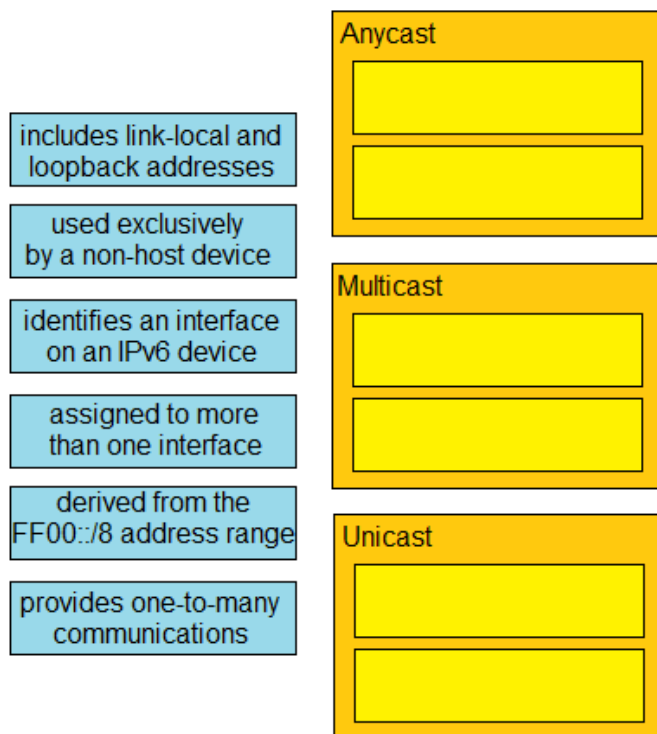 includes link-local and
loopback addresses
used exclusively
by a non-host device
identifies an interface
on an IPv6 device
assigned to more
than one interface
derived from the
FF00::/8 address range
provides one-to-many
communications
Anycast
Multicast
Unicast